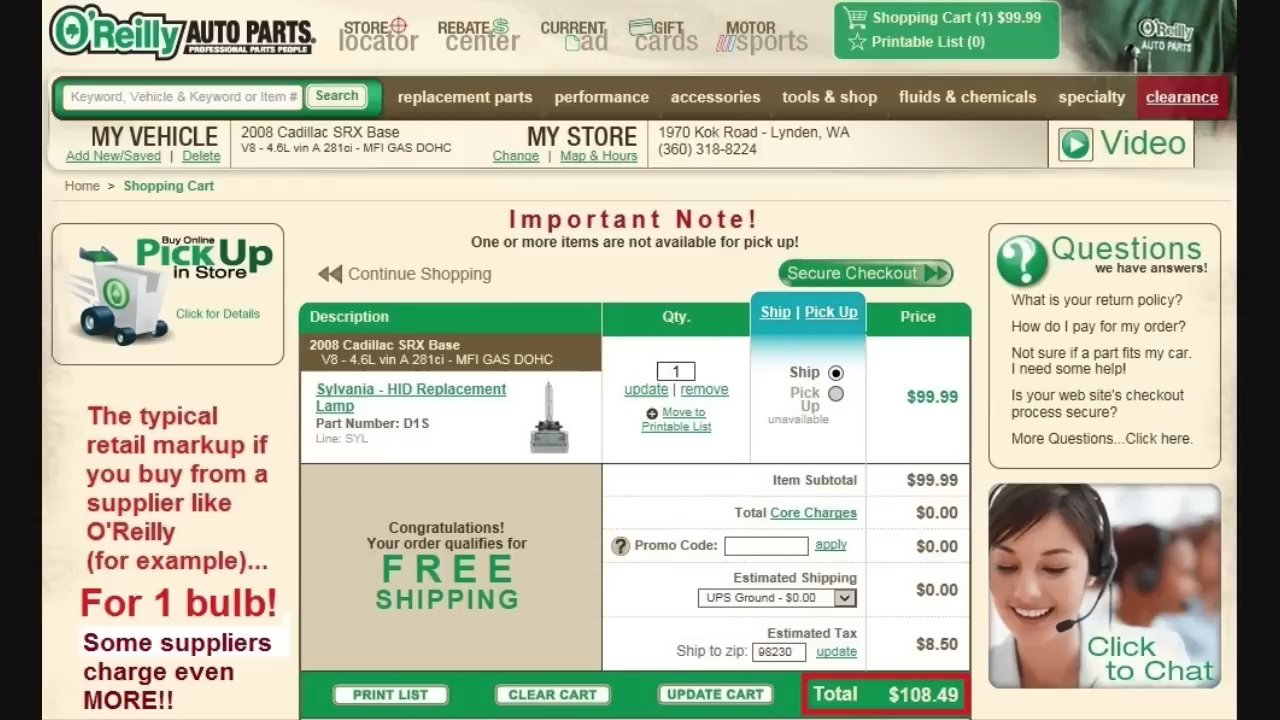 O'Reilly AUTO PARTS.
PROFESSIONAL PARTS PEOPLE
STORE locator
REBATE center
CURRENT ad
GIFT cards
MOTOR sports
Shopping Cart (1) $99.99
Printable List (0)
O'Reilly
AUTO PARTS
Keyword, Vehicle & Keyword or Item #
Search
replacement parts performance accessories tools & shop fluids & chemicals specialty clearance
MY VEHICLE
Add New/Saved | Delete
2008 Cadillac SRX Base
V8 - 4.6L vin A 281ci - MFI GAS DOHC
MY STORE
Change | Map & Hours
1970 Kok Road - Lynden, WA
(360) 318-8224
Video
Home > Shopping Cart
Buy Online
Pick Up
in Store
Click for Details
The typical
retail markup if
you buy from a
supplier like
O'Reilly
(for example)...
For 1 bulb!
Some suppliers
charge even
MORE!!
Important Note!
One or more items are not available for pick up!
Continue Shopping
Secure Checkout
Description Qty. Ship | Pick Up Price
2008 Cadillac SRX Base
V8 - 4.6L vin A 281ci - MFI GAS DOHC
Sylvania - HID Replacement
Lamp
Part Number: D1S
Line: SYL
1
update | remove
Move to
Printable List
Ship
Pick
Up
unavailable
$99.99
Congratulations!
Your order qualifies for
FREE
SHIPPING
Item Subtotal $99.99
Total Core Charges $0.00
? Promo Code: apply $0.00
Estimated Shipping
UPS Ground - $0.00
$0.00
Estimated Tax
Ship to zip: 98230 update
$8.50
PRINT LIST CLEAR CART UPDATE CART Total $108.49
? Questions
we have answers!
What is your return policy?
How do I pay for my order?
Not sure if a part fits my car.
I need some help!
Is your web site's checkout
process secure?
More Questions...Click here.
Click
to Chat